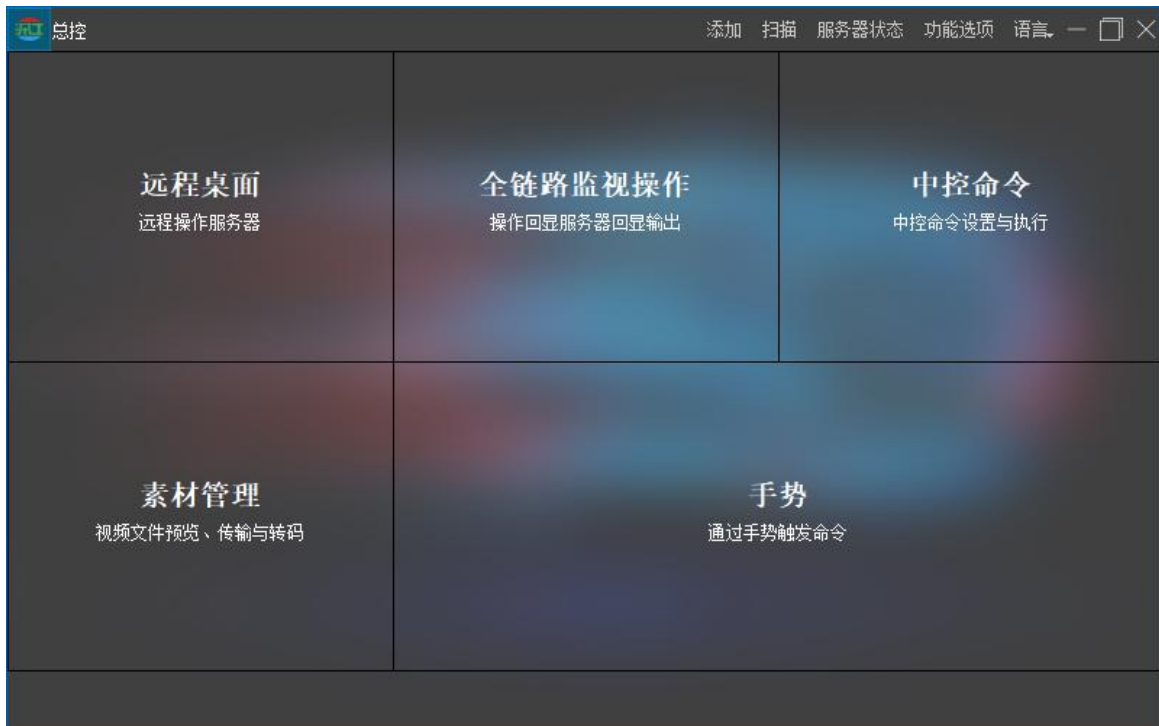 总控
添加 扫描 服务器状态 功能选项 语言
远程桌面
远程操作服务器
全链路监视操作
操作回显服务器回显输出
中控命令
中控命令设置与执行
素材管理
视频文件预览、传输与转码
手势
通过手势触发命令